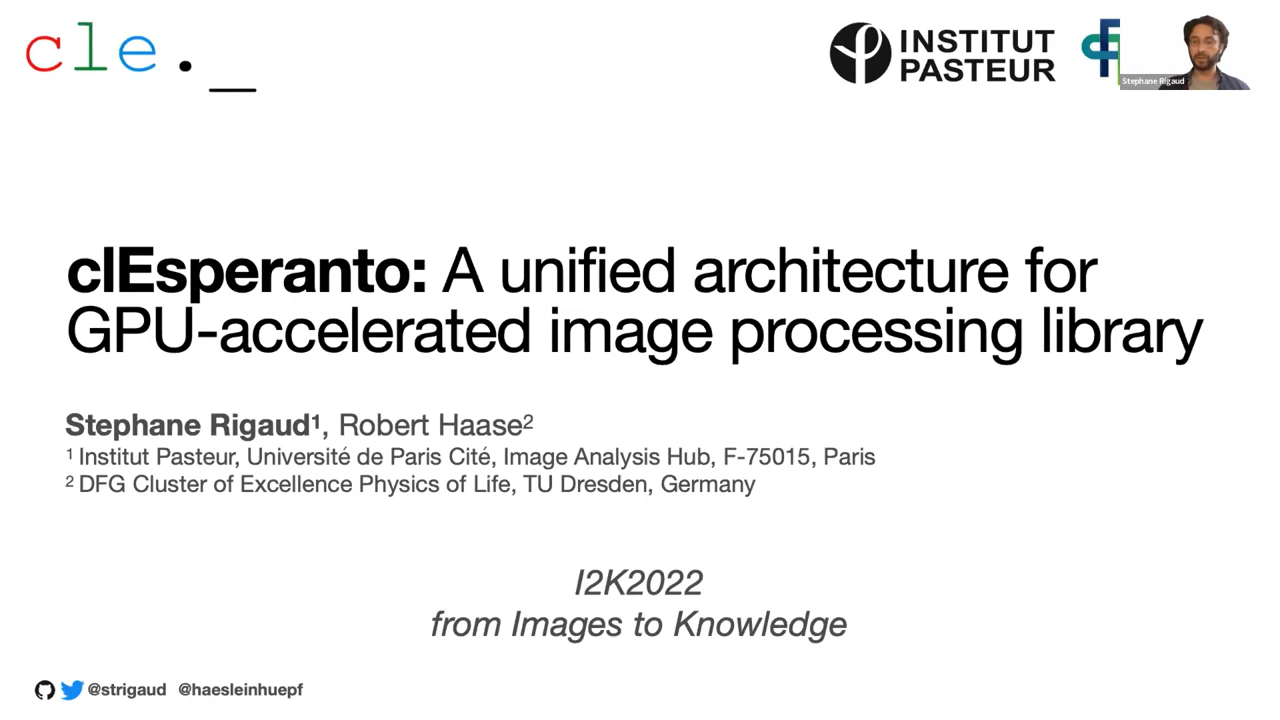 cle._
INSTITUT
PASTEUR
Stephane Rigaud
clEsperanto: A unified architecture for
GPU-accelerated image processing library
Stephane Rigaud¹, Robert Haase²
¹ Institut Pasteur, Université de Paris Cité, Image Analysis Hub, F-75015, Paris
² DFG Cluster of Excellence Physics of Life, TU Dresden, Germany
I2K2022
from Images to Knowledge
@strigaud @haesleinhuepf